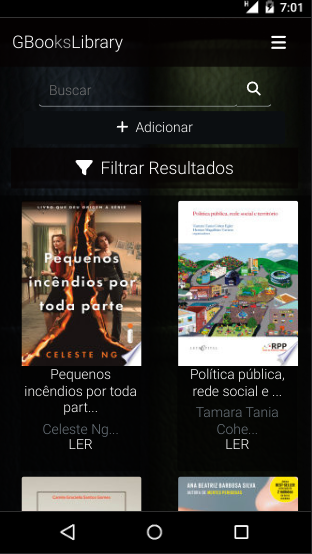 H
7:01
GBooksLibrary
Buscar
+ Adicionar
Filtrar Resultados
LIVRO QUE DEU ORIGEM À SÉRIE
Pequenos
incêndios por
toda parte
CELESTE NG
Política pública, rede social e território
RPP
Pequenos
incêndios por toda
part...
Celeste Ng...
LER
Política pública,
rede social e ...
Tamara Tania
Cohe...
LER
ANA BEATRIZ BARBOSA SILVA